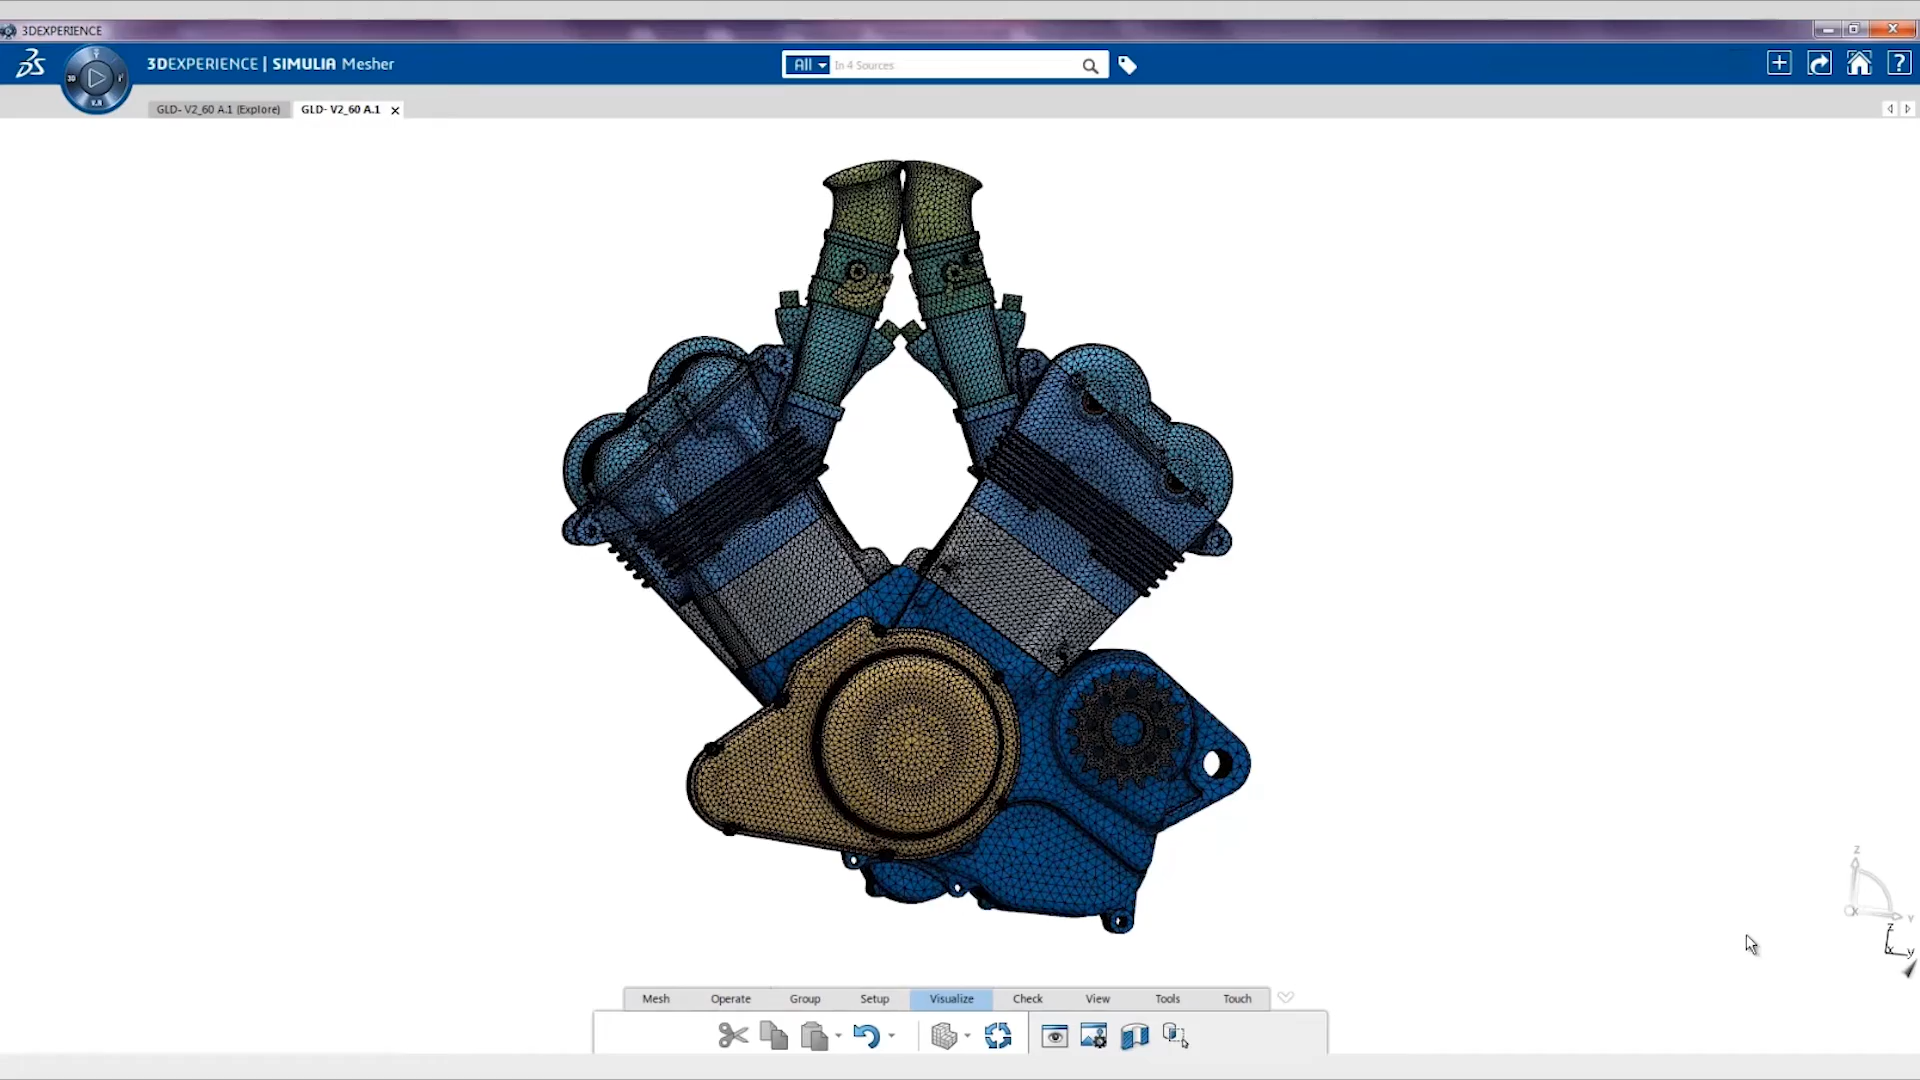 3DEXPERIENCE
3DEXPERIENCE | SIMULIA Mesher
All
In 4 Sources
?
GLD- V2_60 A.1 (Explore)
GLD- V2_60 A.1
3D
V.R
Z
Y
X
Z
Y
X
Mesh
Operate
Group
Setup
Visualize
Check
View
Tools
Touch